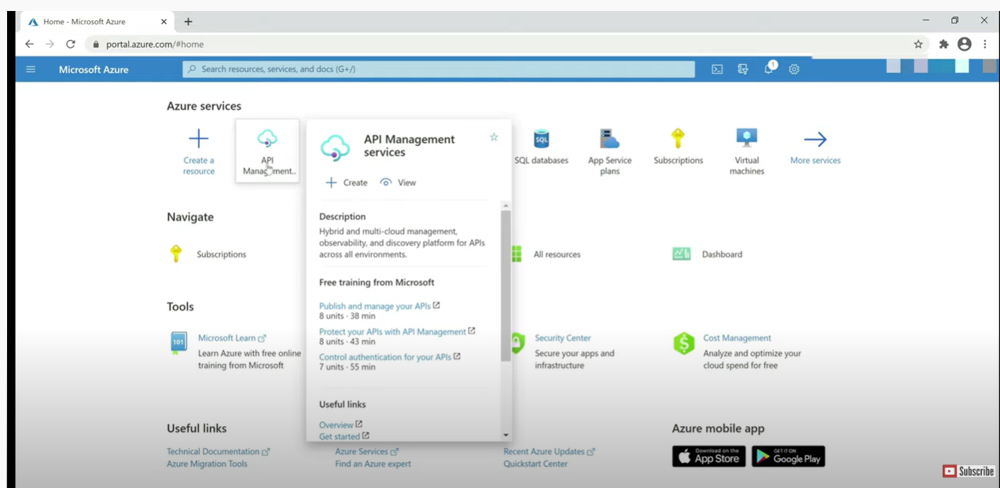 Home - Microsoft Azure
portal.azure.com/#home
Microsoft Azure
Search resources, services, and docs (G+/)
1
Azure services
Create a
resource
API
Management..
API Management
services
Create
View
Description
Hybrid and multi-cloud management,
observability, and discovery platform for APIs
across all environments.
Free training from Microsoft
Publish and manage your APIs
8 units · 38 min
Protect your APIs with API Management
8 units · 43 min
Control authentication for your APIs
7 units · 55 min
Useful links
Overview
Get started
SQL
SQL databases
App Service
plans
Subscriptions
Virtual
machines
More services
Navigate
Subscriptions
All resources
Dashboard
Tools
101
Microsoft Learn
Learn Azure with free online
training from Microsoft
Security Center
Secure your apps and
infrastructure
$
Cost Management
Analyze and optimize your
cloud spend for free
Useful links
Technical Documentation
Azure Migration Tools
Azure Services
Find an Azure expert
Recent Azure Updates
Quickstart Center
Azure mobile app
Download on the
App Store
GET IT ON
Google Play
Subscribe